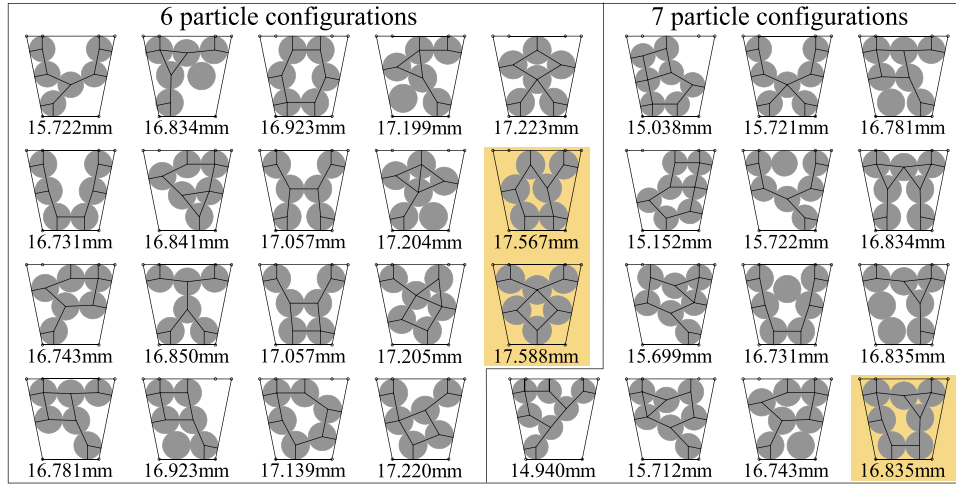 6 particle configurations 7 particle configurations
15.722mm 16.834mm 16.923mm 17.199mm 17.223mm 15.038mm 15.721mm 16.781mm
16.731mm 16.841mm 17.057mm 17.204mm 17.567mm 15.152mm 15.722mm 16.834mm
16.743mm 16.850mm 17.057mm 17.205mm 17.588mm 15.699mm 16.731mm 16.835mm
16.781mm 16.923mm 17.139mm 17.220mm 14.940mm 15.712mm 16.743mm 16.835mm